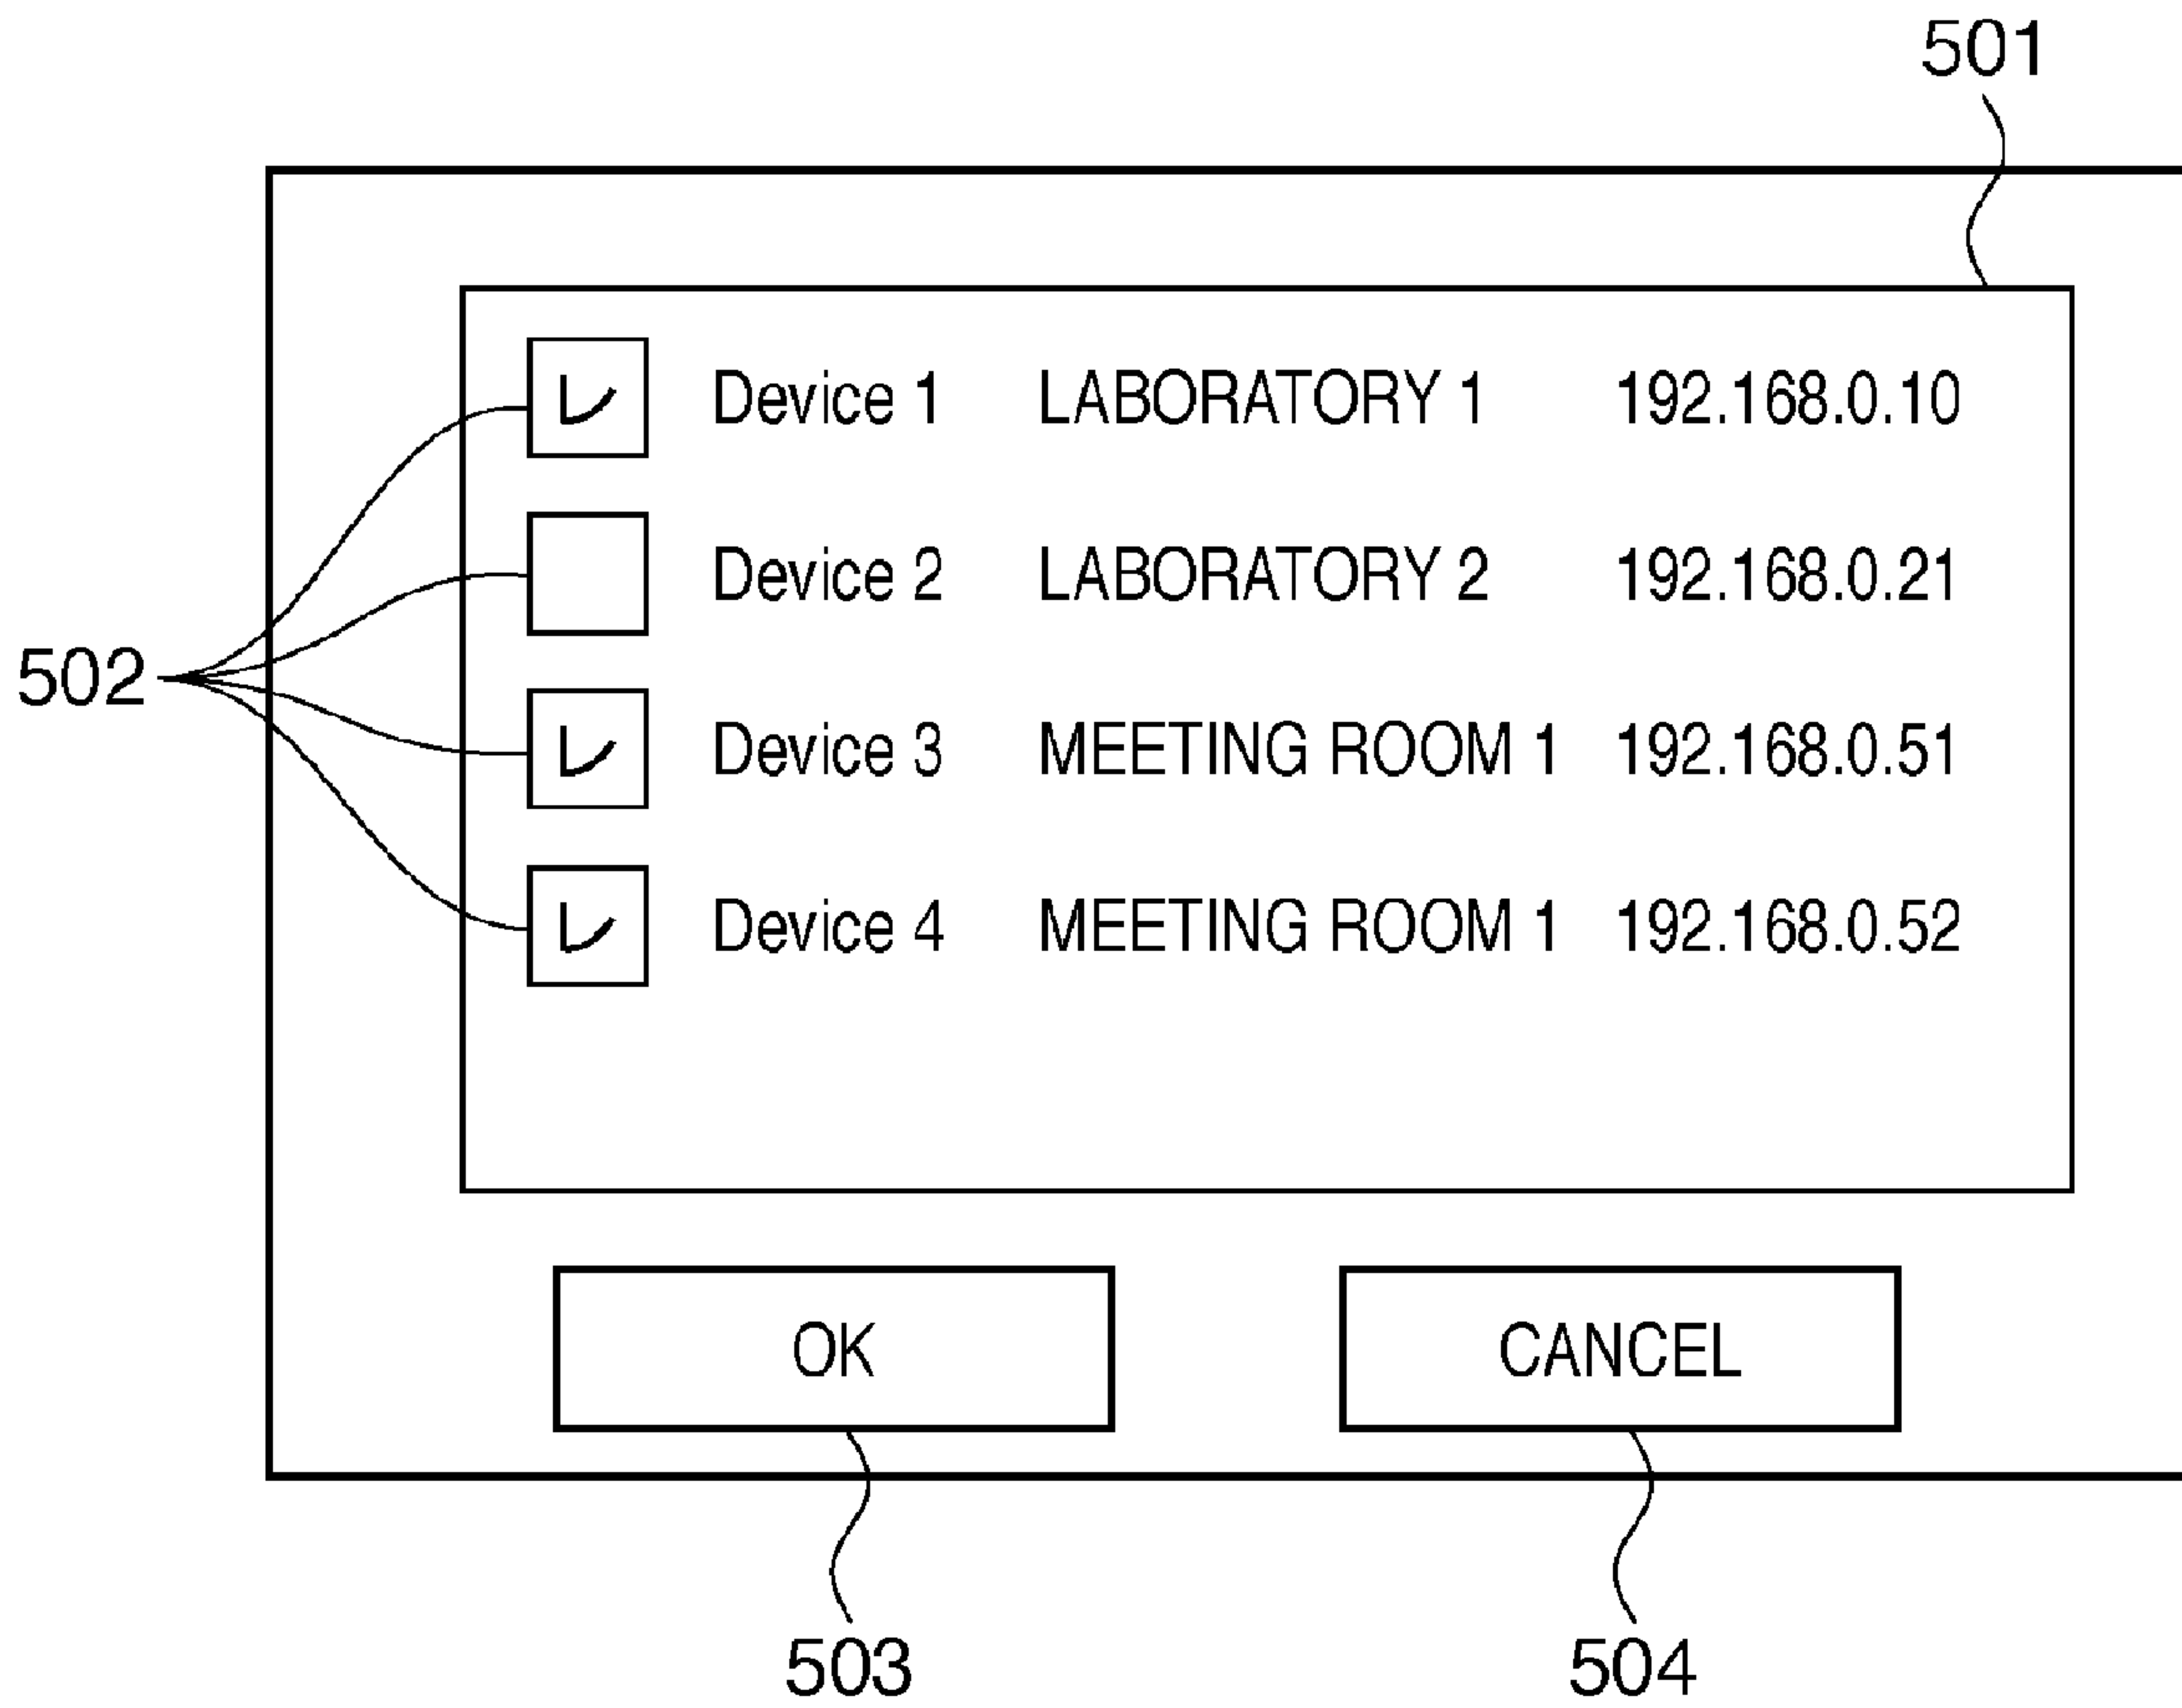 501
Device 1 LABORATORY 1 192.168.0.10
Device 2 LABORATORY 2 192.168.0.21
502
Device 3 MEETING ROOM 1 192.168.0.51
Device 4 MEETING ROOM 1 192.168.0.52
OK CANCEL
503 504